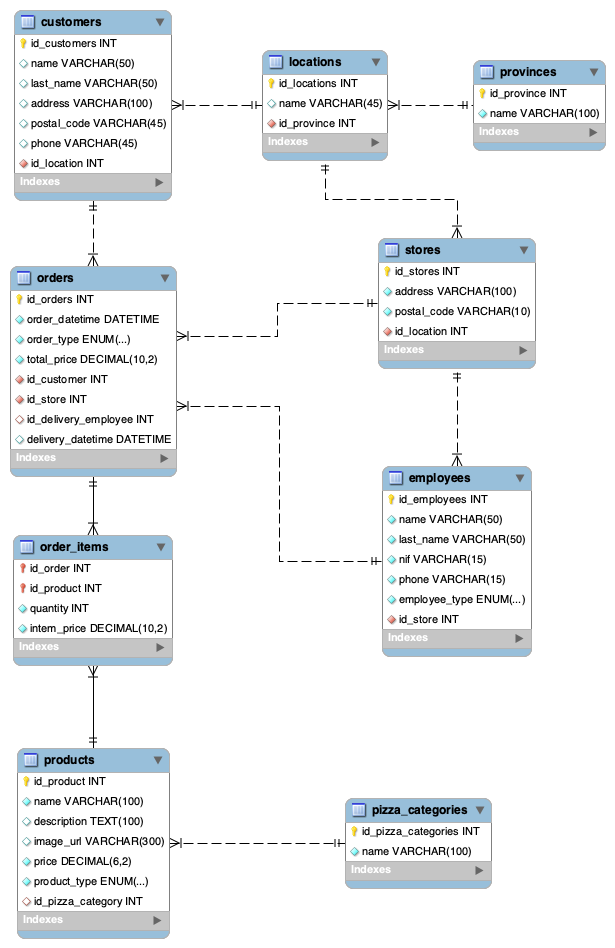 customers
id_customers INT
name VARCHAR(50)
last_name VARCHAR(50)
address VARCHAR(100)
postal_code VARCHAR(45)
phone VARCHAR(45)
id_location INT
Indexes
locations
id_locations INT
name VARCHAR(45)
id_province INT
Indexes
provinces
id_province INT
name VARCHAR(100)
Indexes
stores
id_stores INT
address VARCHAR(100)
postal_code VARCHAR(10)
id_location INT
Indexes
orders
id_orders INT
order_datetime DATETIME
order_type ENUM(...)
total_price DECIMAL(10,2)
id_customer INT
id_store INT
id_delivery_employee INT
delivery_datetime DATETIME
Indexes
employees
id_employees INT
name VARCHAR(50)
last_name VARCHAR(50)
nif VARCHAR(15)
phone VARCHAR(15)
employee_type ENUM(...)
id_store INT
Indexes
order_items
id_order INT
id_product INT
quantity INT
intem_price DECIMAL(10,2)
Indexes
products
id_product INT
name VARCHAR(100)
description TEXT(100)
image_url VARCHAR(300)
price DECIMAL(6,2)
product_type ENUM(...)
id_pizza_category INT
Indexes
pizza_categories
id_pizza_categories INT
name VARCHAR(100)
Indexes